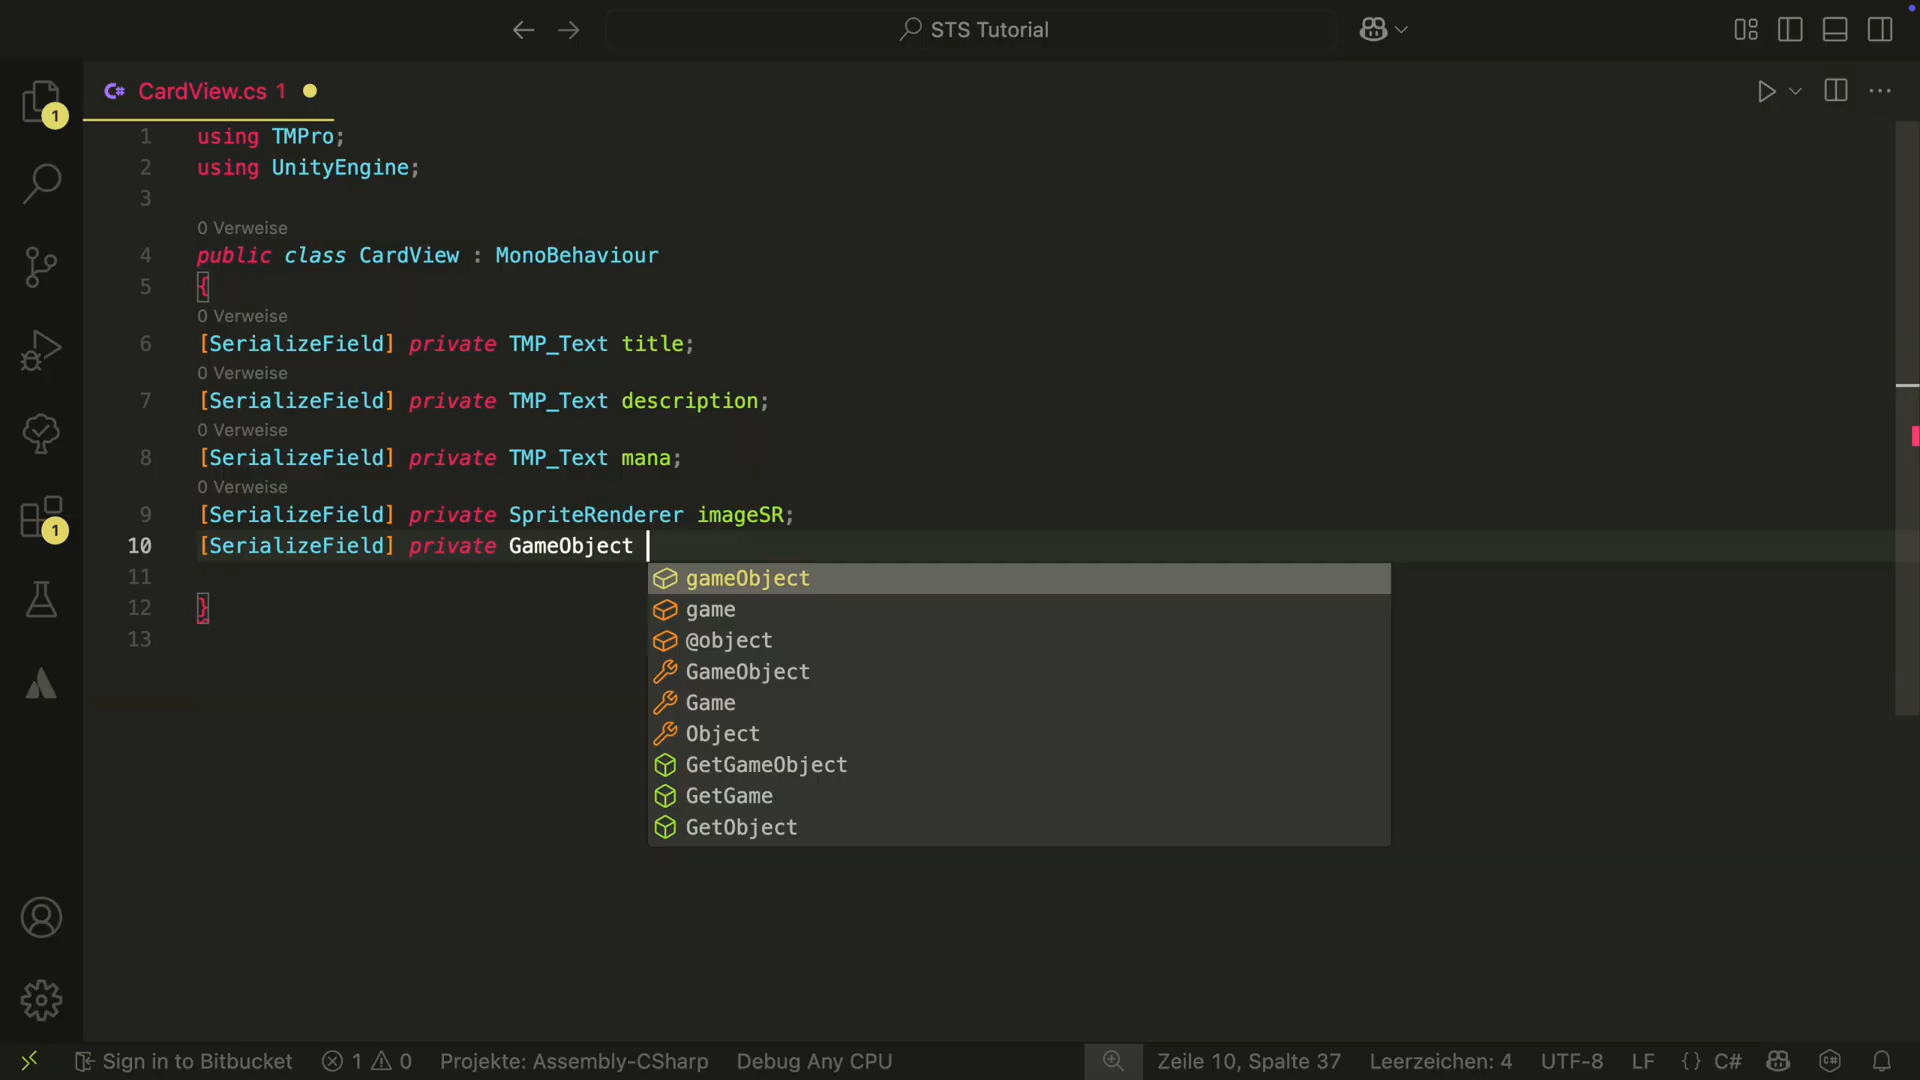 STS Tutorial
CardView.cs 1
1
1 using TMPro;
2 using UnityEngine;
3
0 Verweise
4 public class CardView : MonoBehaviour
5 {
0 Verweise
6 [SerializeField] private TMP_Text title;
0 Verweise
7 [SerializeField] private TMP_Text description;
0 Verweise
8 [SerializeField] private TMP_Text mana;
0 Verweise
9 [SerializeField] private SpriteRenderer imageSR;
1
10 [SerializeField] private GameObject
11
12 }
13
gameObject
game
@object
GameObject
Game
Object
GetGameObject
GetGame
GetObject
Sign in to Bitbucket 1 0 Projekte: Assembly-CSharp Debug Any CPU Zeile 10, Spalte 37 Leerzeichen: 4 UTF-8 LF {} C#